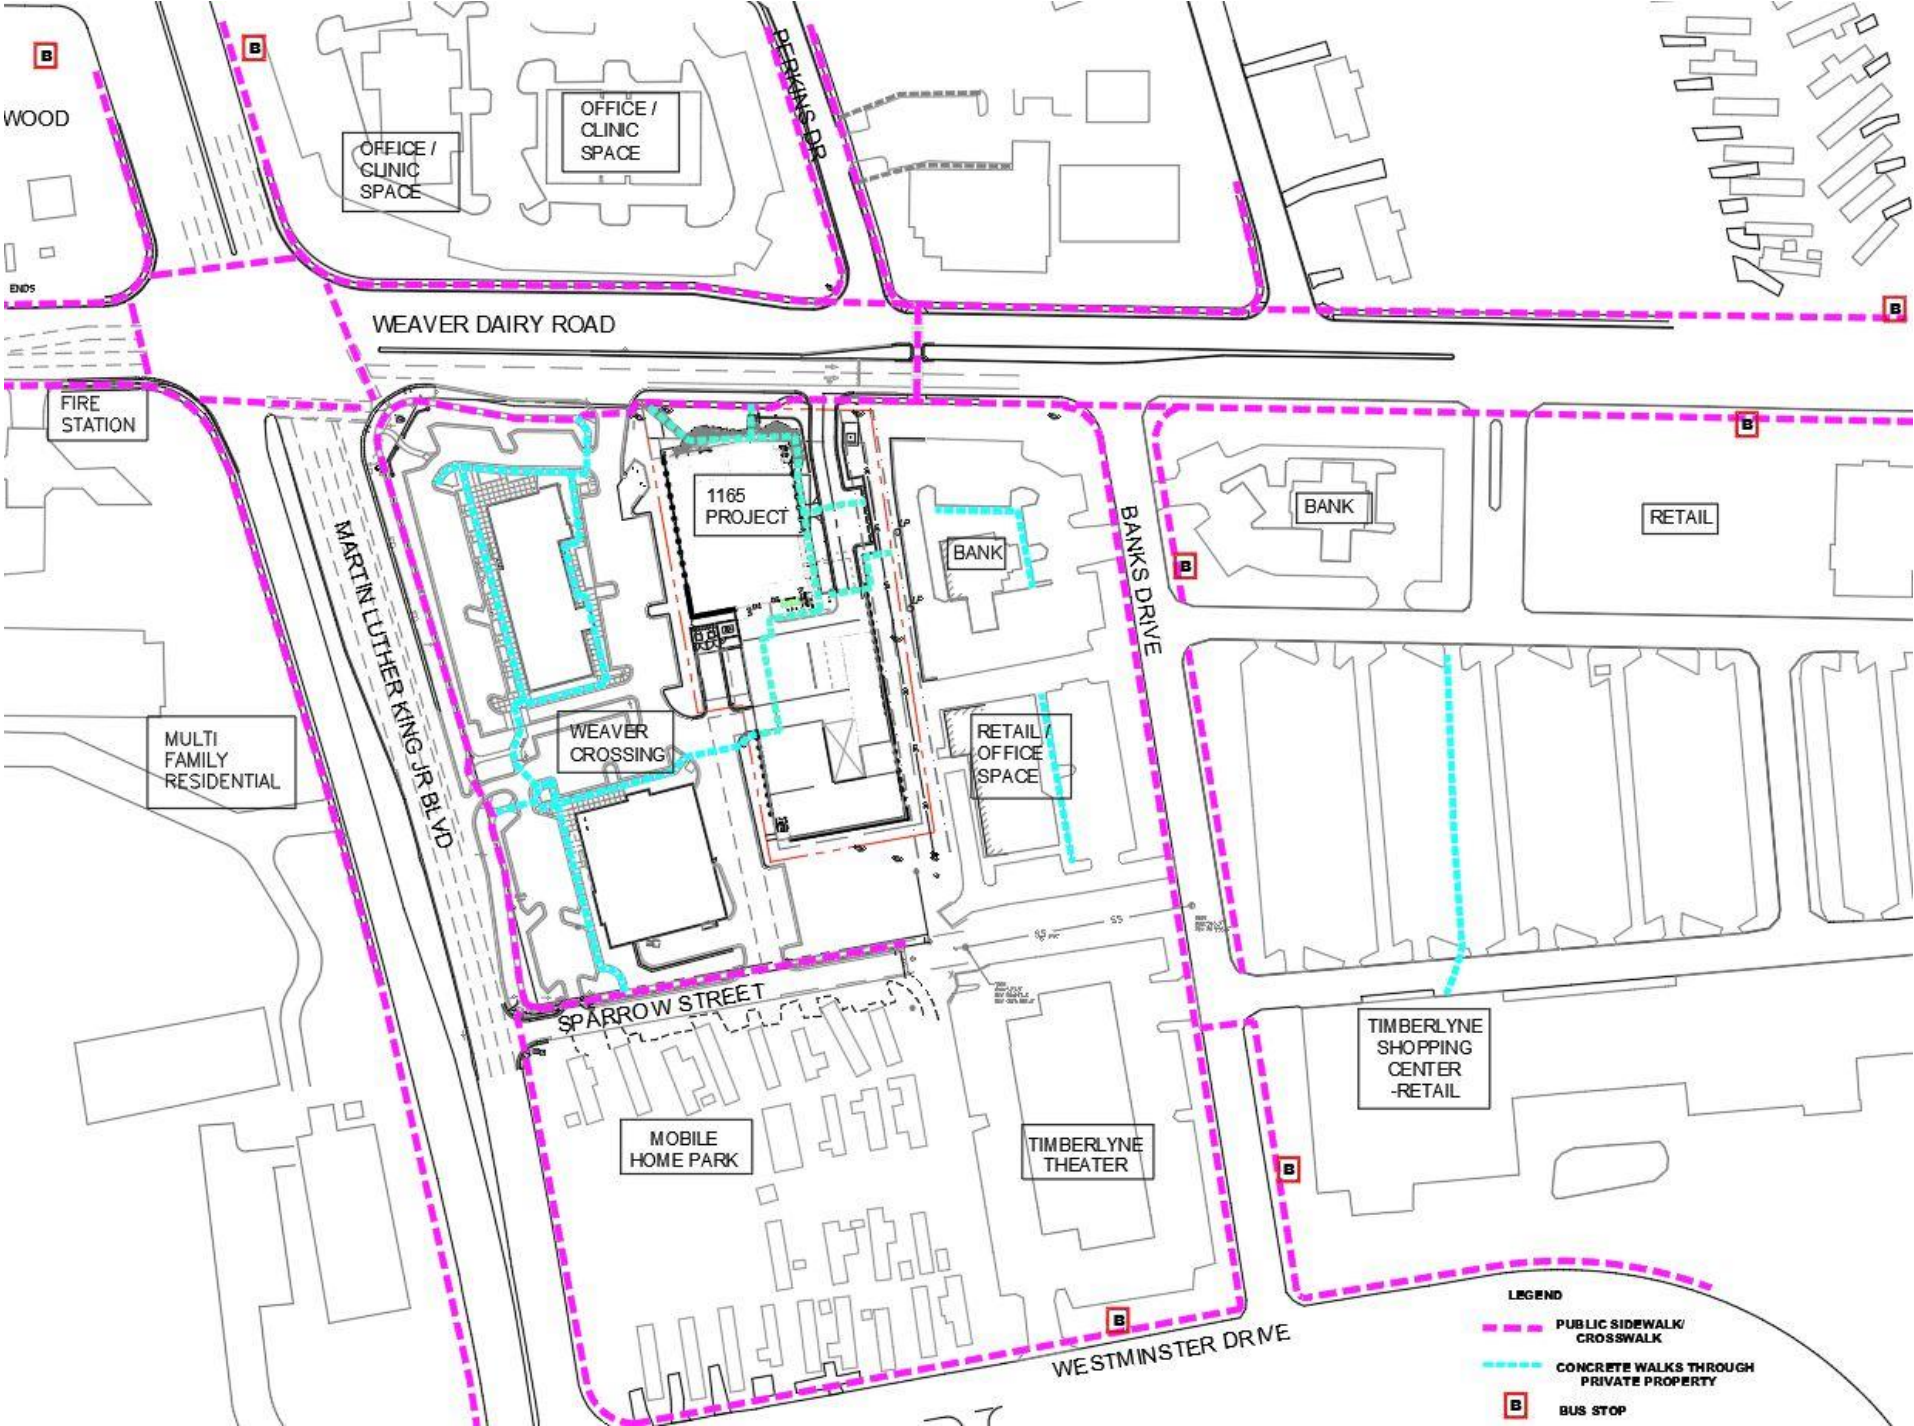 B
B
WOOD
OFFICE /
CLINIC
SPACE
OFFICE /
CLINIC
SPACE
PERKINS DR
ENDS
B
WEAVER DAIRY ROAD
FIRE
STATION
B
1165
PROJECT
BANK
BANK
RETAIL
B
BANKS DRIVE
MARTIN LUTHER KING JR BLVD
MULTI
FAMILY
RESIDENTIAL
WEAVER
CROSSING
RETAIL /
OFFICE
SPACE
SS
SS
SPARROW STREET
TIMBERLYNE
SHOPPING
CENTER
-RETAIL
MOBILE
HOME PARK
TIMBERLYNE
THEATER
B
B
WESTMINSTER DRIVE
LEGEND
PUBLIC SIDEWALK/
CROSSWALK
CONCRETE WALKS THROUGH
PRIVATE PROPERTY
B
BUS STOP